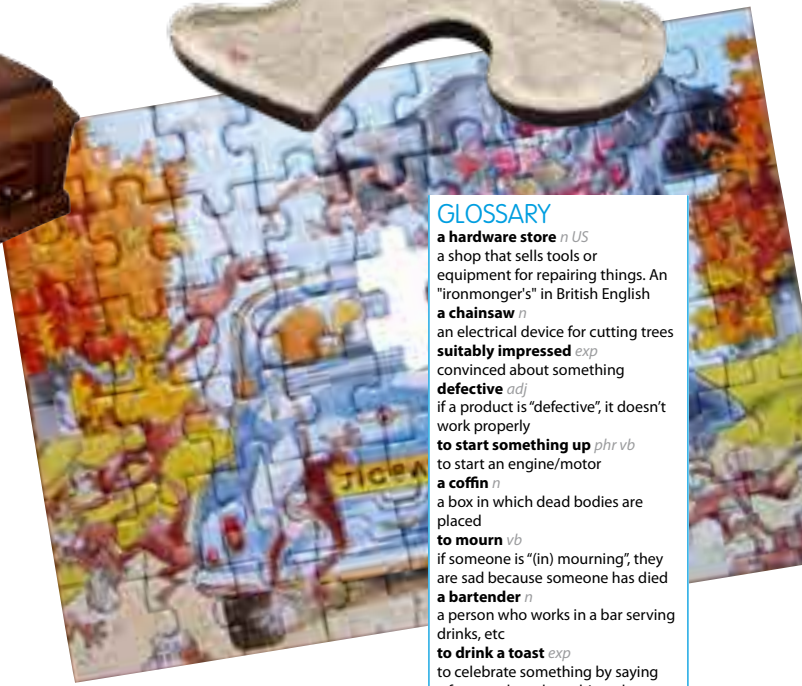 GLOSSARY
a hardware store n US
a shop that sells tools or
equipment for repairing things. An
"ironmonger's" in British English
a chainsaw n
an electrical device for cutting trees
suitably impressed exp
convinced about something
defective adj
if a product is “defective”, it doesn’t
work properly
to start something up phr vb
to start an engine/motor
a coffin n
a box in which dead bodies are
placed
to mourn vb
if someone is “(in) mourning”, they
are sad because someone has died
a bartender n
a person who works in a bar serving
drinks, etc
to drink a toast exp
to celebrate something by saying